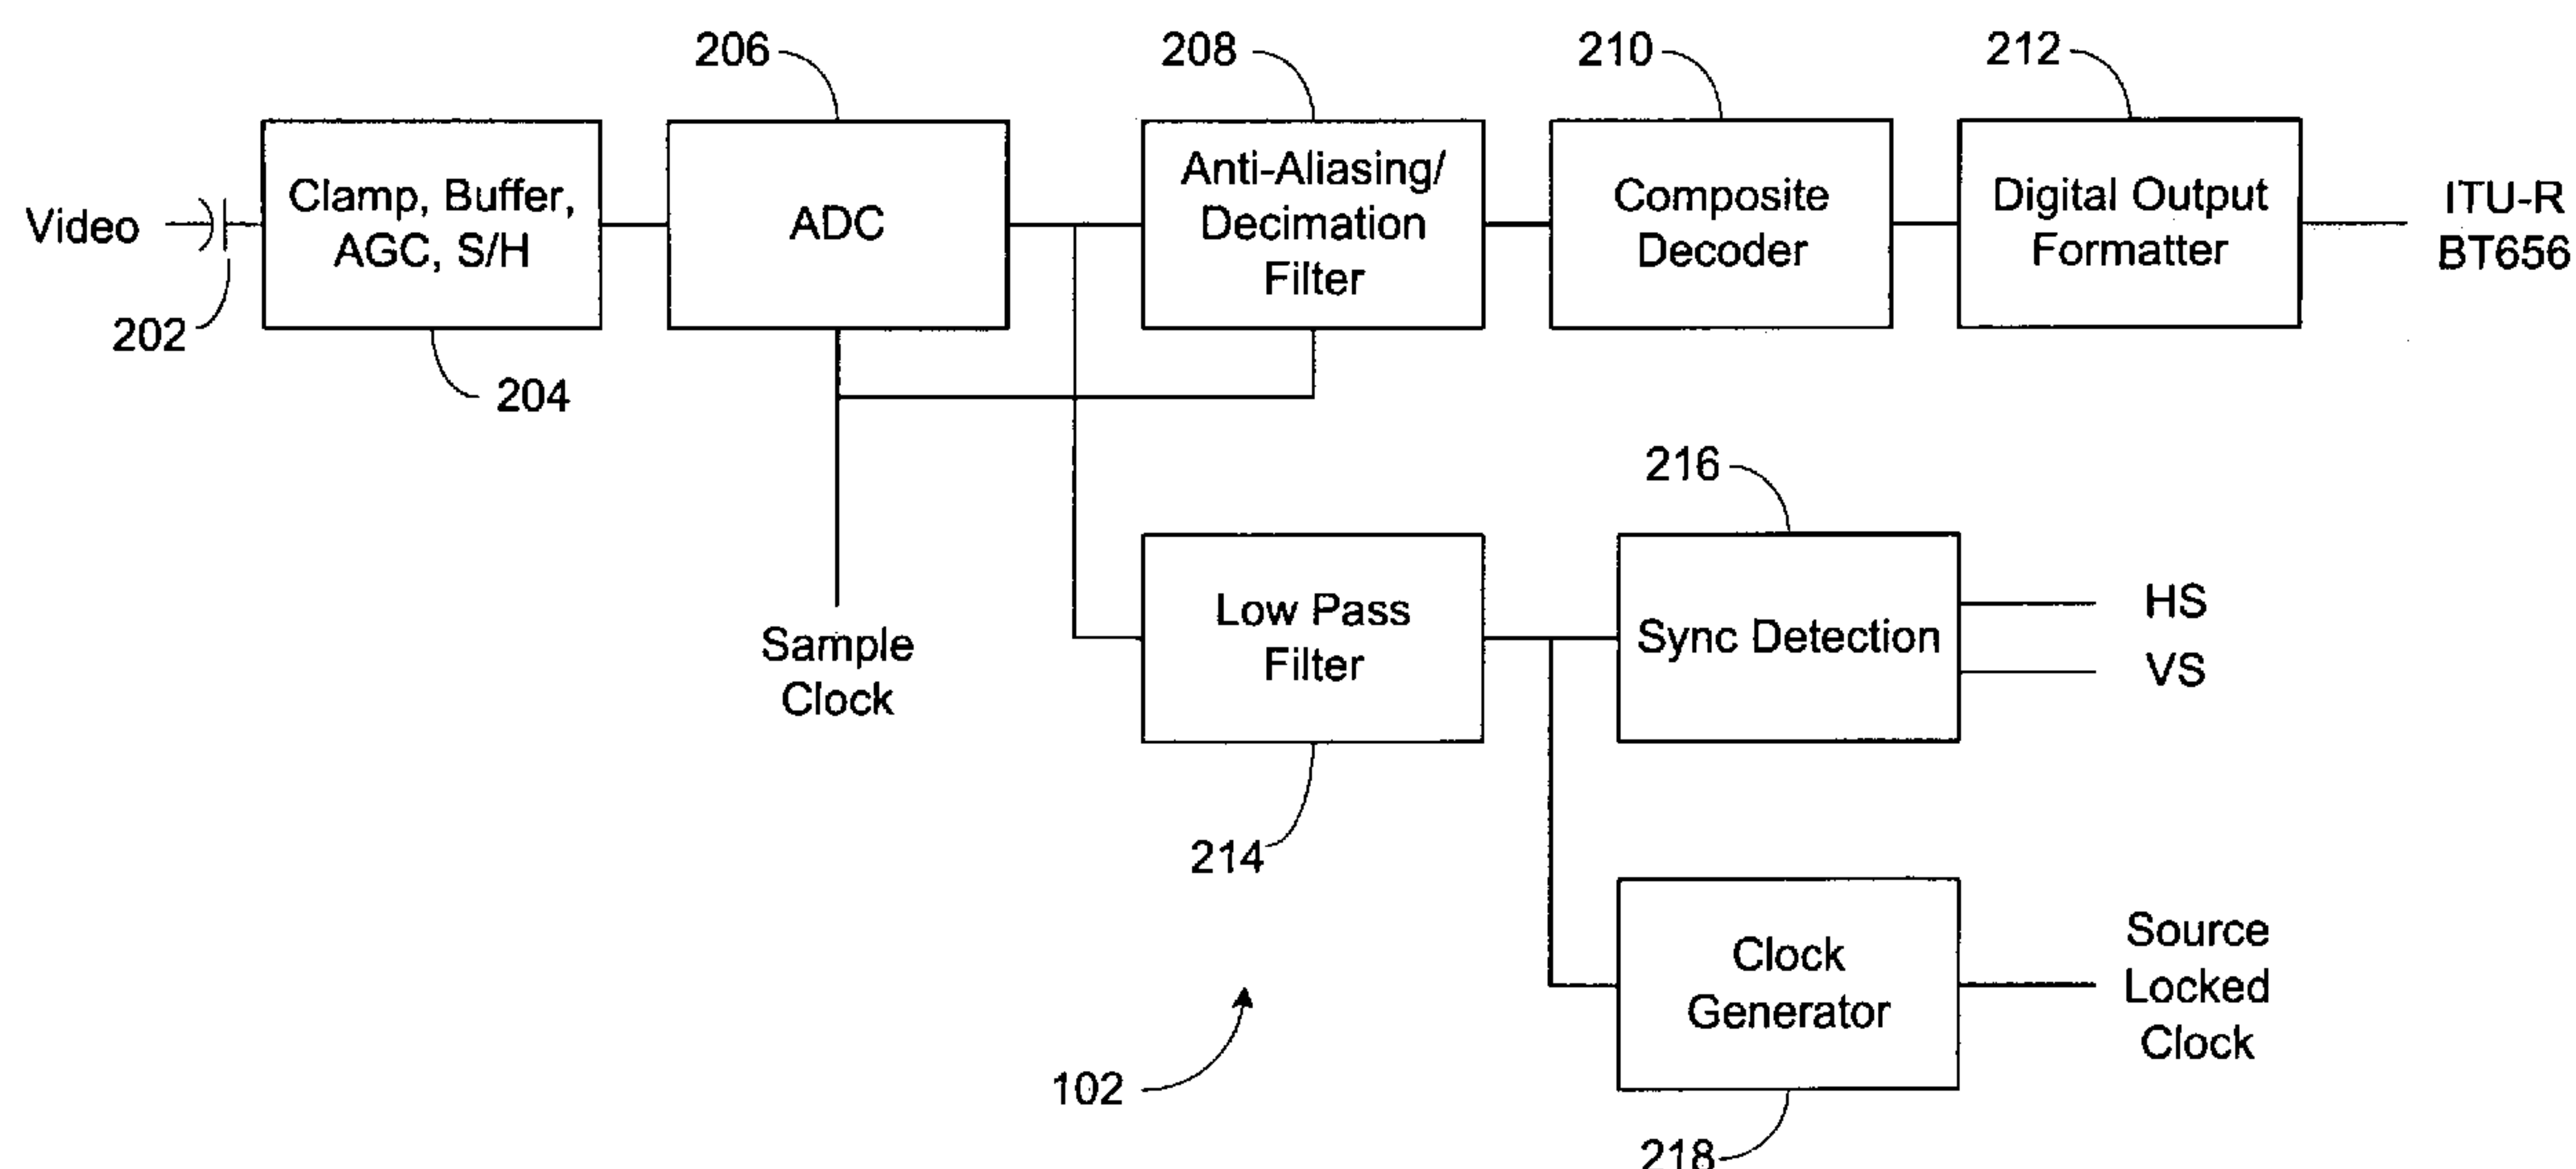 206
208
210
212
Video
Clamp, Buffer,
AGC, S/H
ADC
Anti-Aliasing/
Decimation
Filter
Composite
Decoder
Digital Output
Formatter
ITU-R
BT656
202
204
216
Sample
Clock
Low Pass
Filter
Sync Detection
HS
VS
214
Clock
Generator
Source
Locked
Clock
102
218